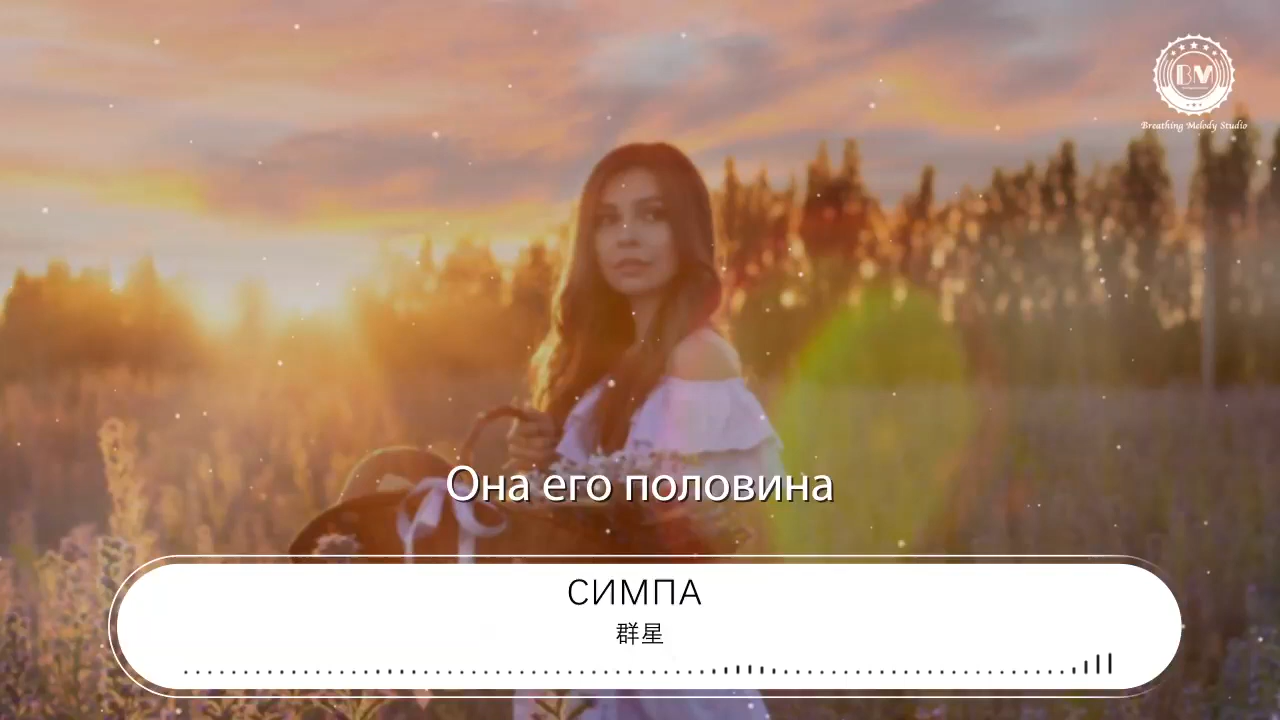 BM
Breathing Melody Studio
Она его половина
СИМПА
群星